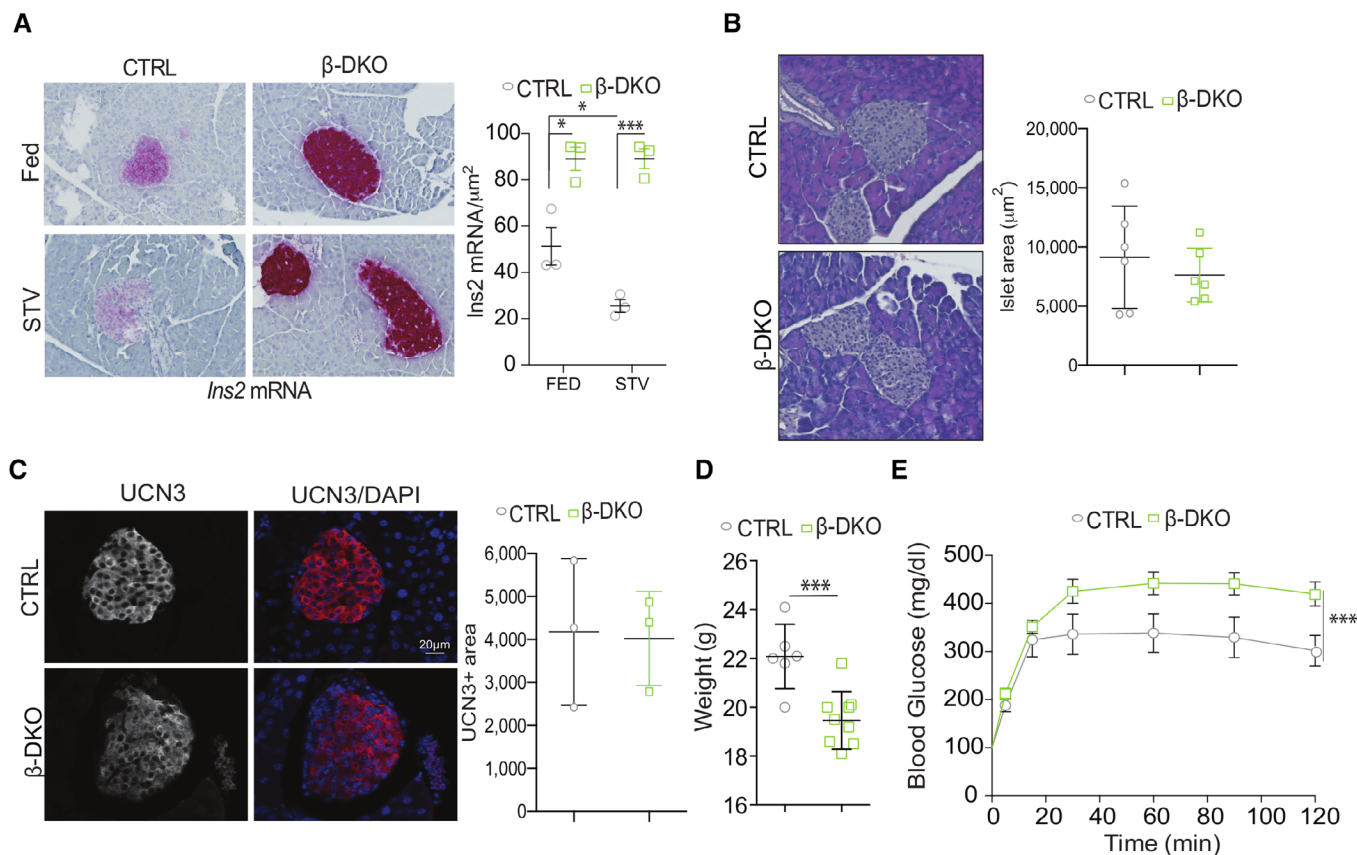 A
CTRL
β-DKO
Fed
STV
Ins2 mRNA
CTRL β-DKO
*
* ***
Ins2 mRNA/μm²
100
80
60
40
20
0
FED STV
B
CTRL
β-DKO
CTRL β-DKO
Islet area (μm²)
20,000
15,000
10,000
5,000
0
C
UCN3
UCN3/DAPI
CTRL
β-DKO
20μm
CTRL β-DKO
UCN3+ area
6,000
5,000
4,000
3,000
2,000
1,000
0
D
CTRL β-DKO
***
Weight (g)
26
24
22
20
18
16
E
CTRL β-DKO
Blood Glucose (mg/dl)
500
400
300
200
100
0
***
0 20 40 60 80 100 120
Time (min)